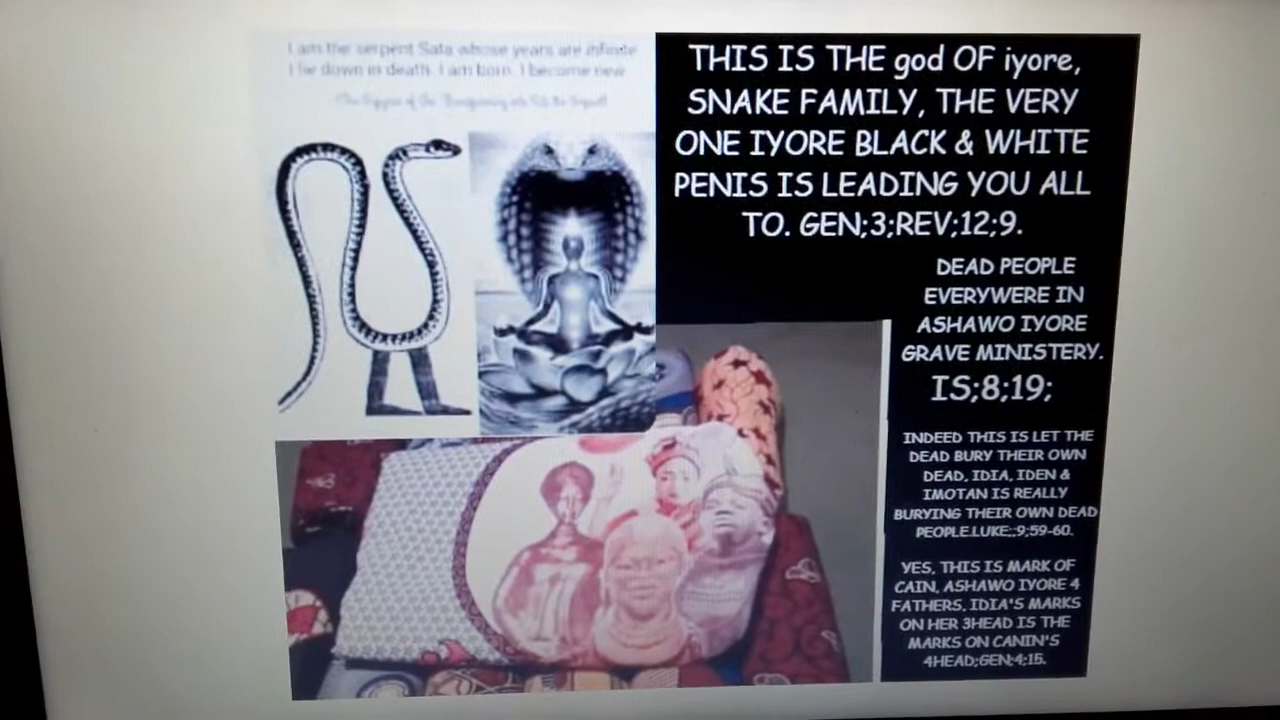 I am the serpent Sata whose years are infinite
I lie down in death. I am born. I become new
THIS IS THE god OF iyore,
SNAKE FAMILY, THE VERY
ONE IYORE BLACK & WHITE
PENIS IS LEADING YOU ALL
TO. GEN;3;REV;12;9.
DEAD PEOPLE
EVERYWERE IN
ASHAWO IYORE
GRAVE MINISTERY.
IS;8;19;
INDEED THIS IS LET THE
DEAD BURY THEIR OWN
DEAD, IDIA, IDEN &
IMOTAN IS REALLY
BURYING THEIR OWN DEAD
PEOPLE.LUKE;;9;59-60.
YES, THIS IS MARK OF
CAIN, ASHAWO IYORE 4
FATHERS, IDIA'S MARKS
ON HER 3HEAD IS THE
MARKS ON CANIN'S
4HEAD;GEN;4;15.